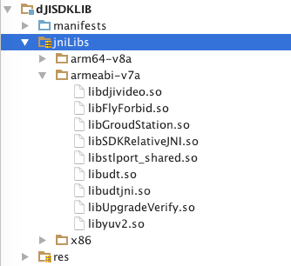 dJISDKLIB
manifests
jniLibs
arm64-v8a
armeabi-v7a
libdjivideo.so
libFlyForbid.so
libGroudStation.so
libSDKRelativeJNI.so
libstlport_shared.so
libudt.so
libudtjni.so
libUpgradeVerify.so
libyuv2.so
x86
res